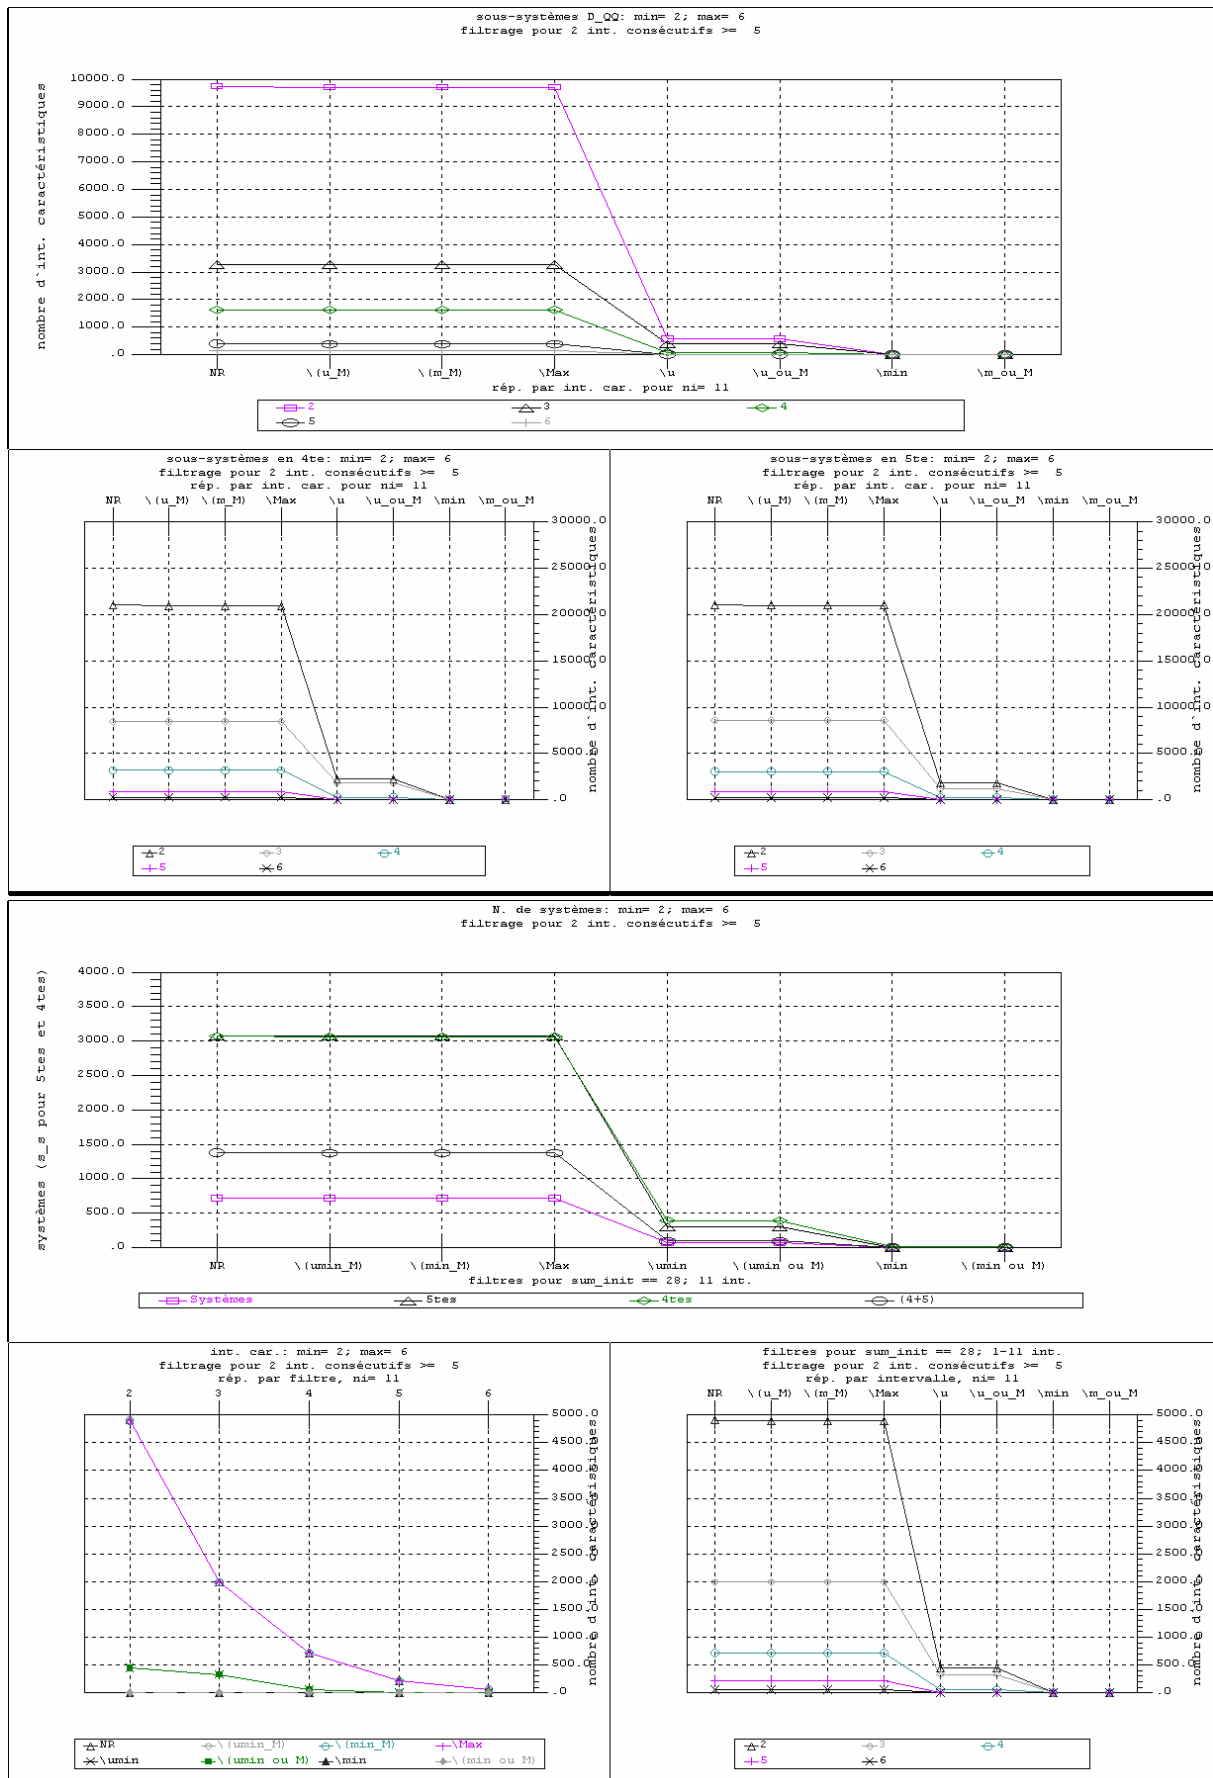 sous-systèmes D_QQ: min= 2; max= 6
filtrage pour 2 int. consécutifs >= 5
nombre d`int. caractéristiques
10000.0
9000.0
8000.0
7000.0
6000.0
5000.0
4000.0
3000.0
2000.0
1000.0
.0
NR \(u_M) \(m_M) \Max \u \u_ou_M \min \m_ou_M
rép. par int. car. pour ni= 11
2 3 4
5 6
sous-systèmes en 4te: min= 2; max= 6
filtrage pour 2 int. consécutifs >= 5
rép. par int. car. pour ni= 11
NR \(u_M) \(m_M) \Max \u \u_ou_M \min \m_ou_M
30000.0
25000.0
20000.0
15000.0
10000.0
5000.0
.0
nombre d`int. caractéristiques
2 3 4
5 6
sous-systèmes en 5te: min= 2; max= 6
filtrage pour 2 int. consécutifs >= 5
rép. par int. car. pour ni= 11
NR \(u_M) \(m_M) \Max \u \u_ou_M \min \m_ou_M
30000.0
25000.0
20000.0
15000.0
10000.0
5000.0
.0
nombre d`int. caractéristiques
2 3 4
5 6
N. de systèmes: min= 2; max= 6
filtrage pour 2 int. consécutifs >= 5
systèmes (s_s pour 5tes et 4tes)
4000.0
3500.0
3000.0
2500.0
2000.0
1500.0
1000.0
500.0
.0
NR \(umin_M) \(min_M) \Max \umin \(umin ou M) \min \(min ou M)
filtres pour sum_init == 28; 11 int.
Systèmes 5tes 4tes (4+5)
int. car.: min= 2; max= 6
filtrage pour 2 int. consécutifs >= 5
rép. par filtre, ni= 11
2 3 4 5 6
5000.0
4500.0
4000.0
3500.0
3000.0
2500.0
2000.0
1500.0
1000.0
500.0
.0
nombre d`int. caractéristiques
NR \(umin_M) \(min_M) \Max
\umin \(umin ou M) \min \(min ou M)
filtres pour sum_init == 28; 1-11 int.
filtrage pour 2 int. consécutifs >= 5
rép. par intervalle, ni= 11
NR \(u_M) \(m_M) \Max \u \u_ou_M \min \m_ou_M
5000.0
4500.0
4000.0
3500.0
3000.0
2500.0
2000.0
1500.0
1000.0
500.0
.0
nombre d`int. caractéristiques
2 3 4
5 6